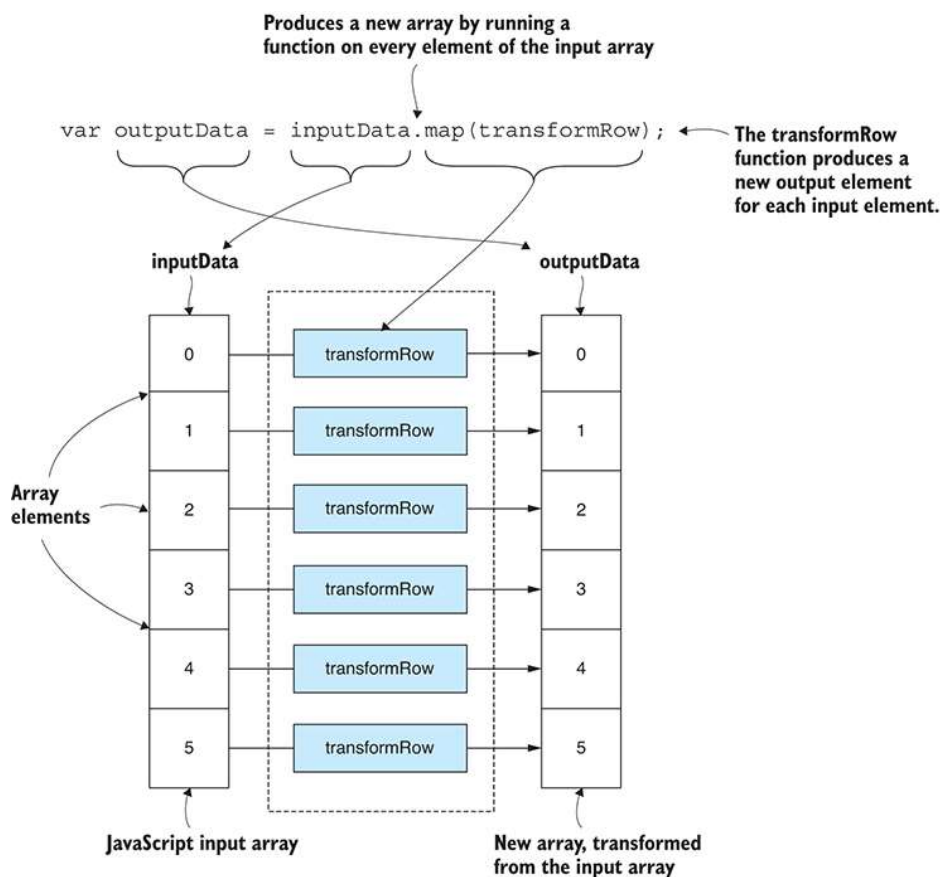 Produces a new array by running a
function on every element of the input array
var outputData = inputData.map(transformRow);
The transformRow
function produces a
new output element
for each input element.
inputData
outputData
0
transformRow
0
1
transformRow
1
Array
elements
2
transformRow
2
3
transformRow
3
4
transformRow
4
5
transformRow
5
JavaScript input array
New array, transformed
from the input array